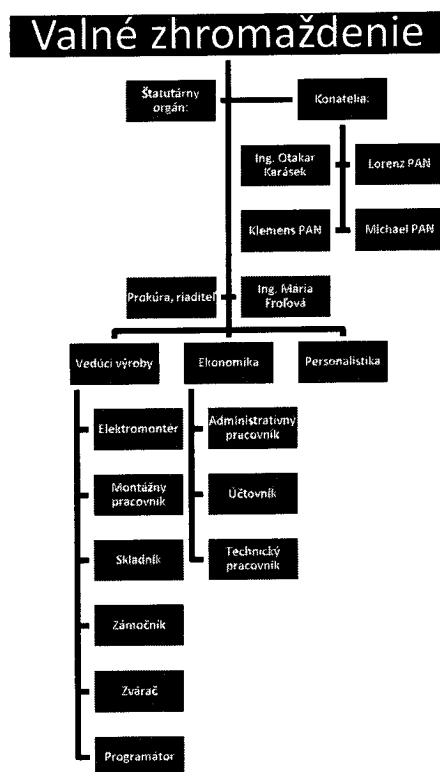 Valné zhromaždenie
Štatutárny
orgán:
Konatelia:
Ing. Otakar
Karásek
Lorenz PAN
Klemens PAN
Michael PAN
Prokúra, riaditeľ
Ing. Mária
Froľová
Vedúci výroby
Ekonomika
Personalistika
Elektromontér
Administratívny
pracovník
Montážny
pracovník
Účtovník
Skladník
Technický
pracovník
Zámočník
Zvárač
Programátor